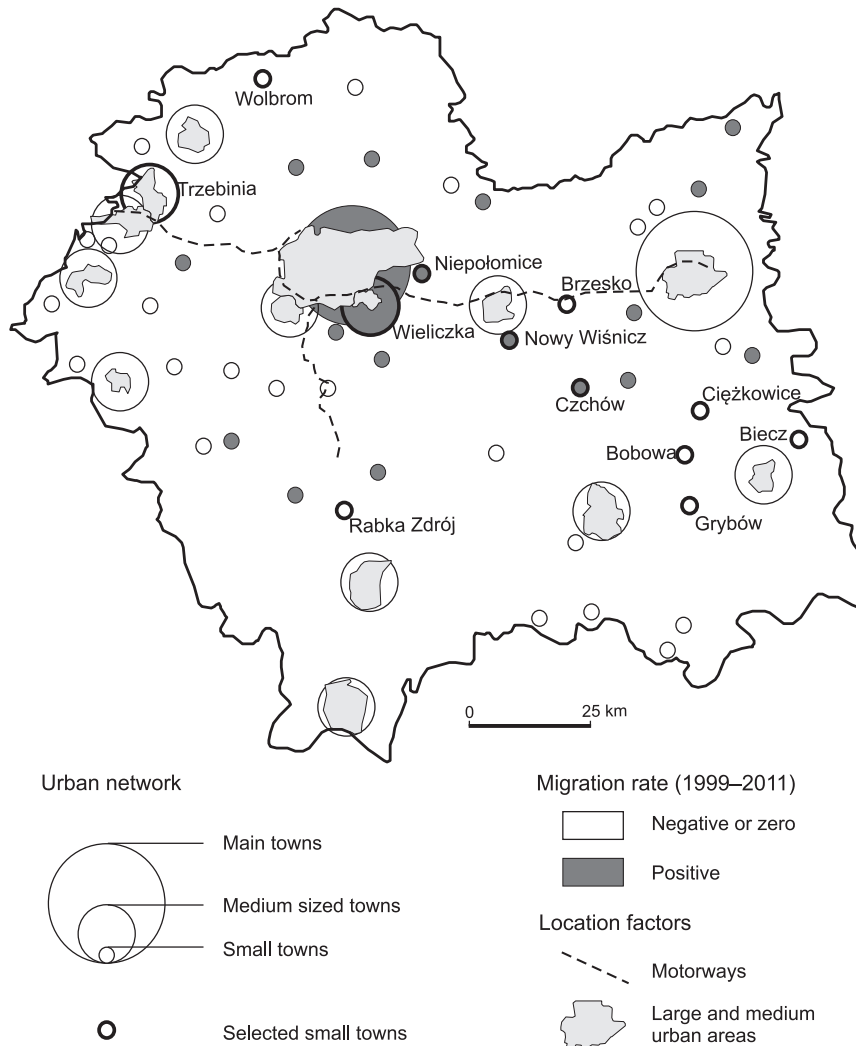 Wolbrom
Trzebinia
Niepołomice
Brzesko
Wieliczka
Nowy Wiśnicz
Czchów
Ciężkowice
Biecz
Bobowa
Grybów
Rabka Zdrój
0 25 km
Urban network
Main towns
Medium sized towns
Small towns
Selected small towns
Migration rate (1999–2011)
Negative or zero
Positive
Location factors
Motorways
Large and medium
urban areas